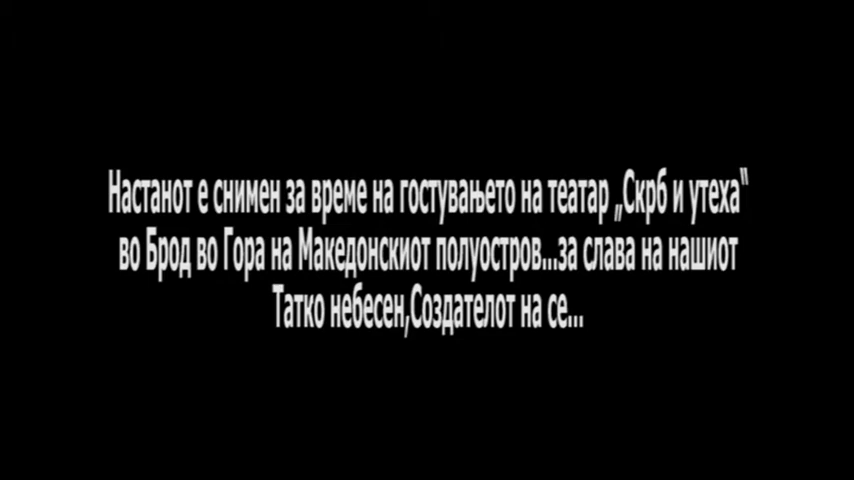 Настанот е снимен за време на гостувањето на театар „Скрб и утеха“
во Брод во Гора на Македонскиот полуостров...за слава на нашиот
Татко небесен,Создателот на се...